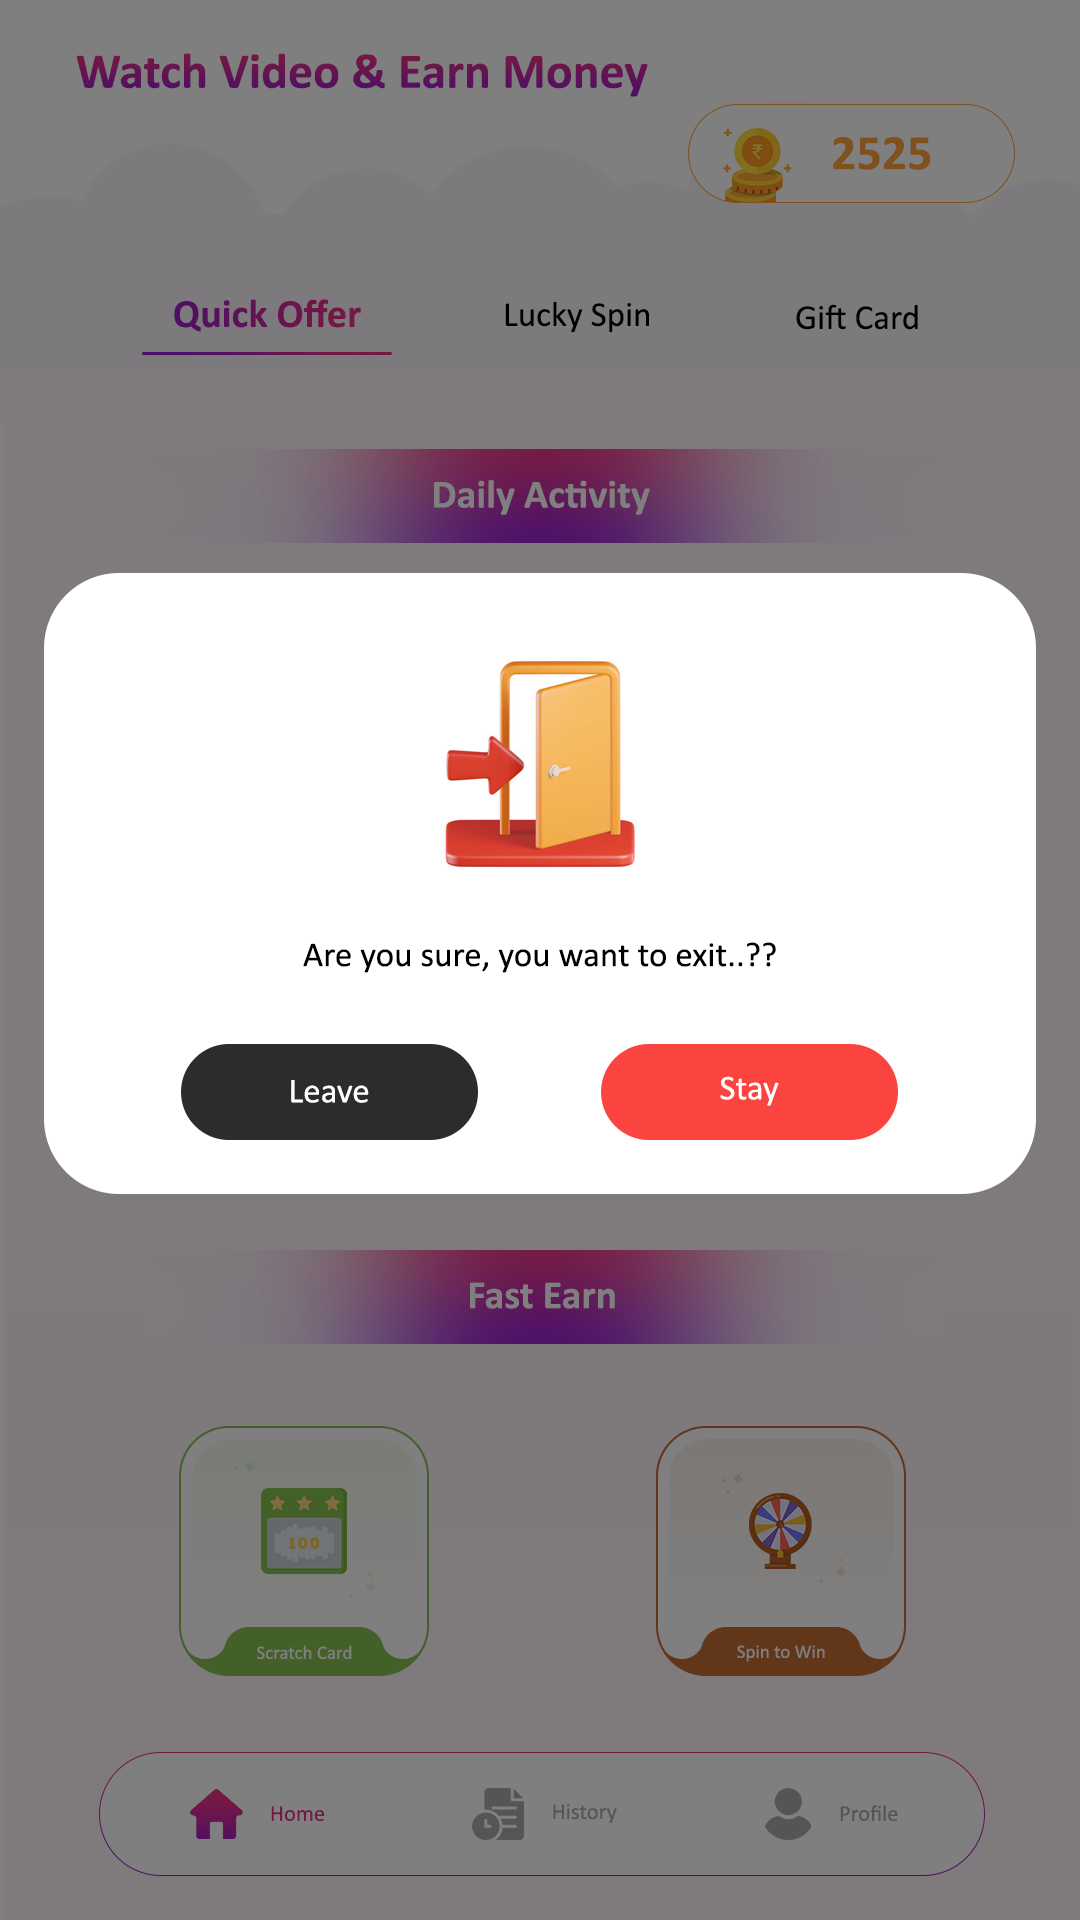 Watch Video & Earn Money
₹
2525
Quick Offer
Lucky Spin
Gift Card
Daily Activity
Are you sure, you want to exit..??
Leave
Stay
Fast Earn
100
Scratch Card
Spin to Win
Home
History
Profile